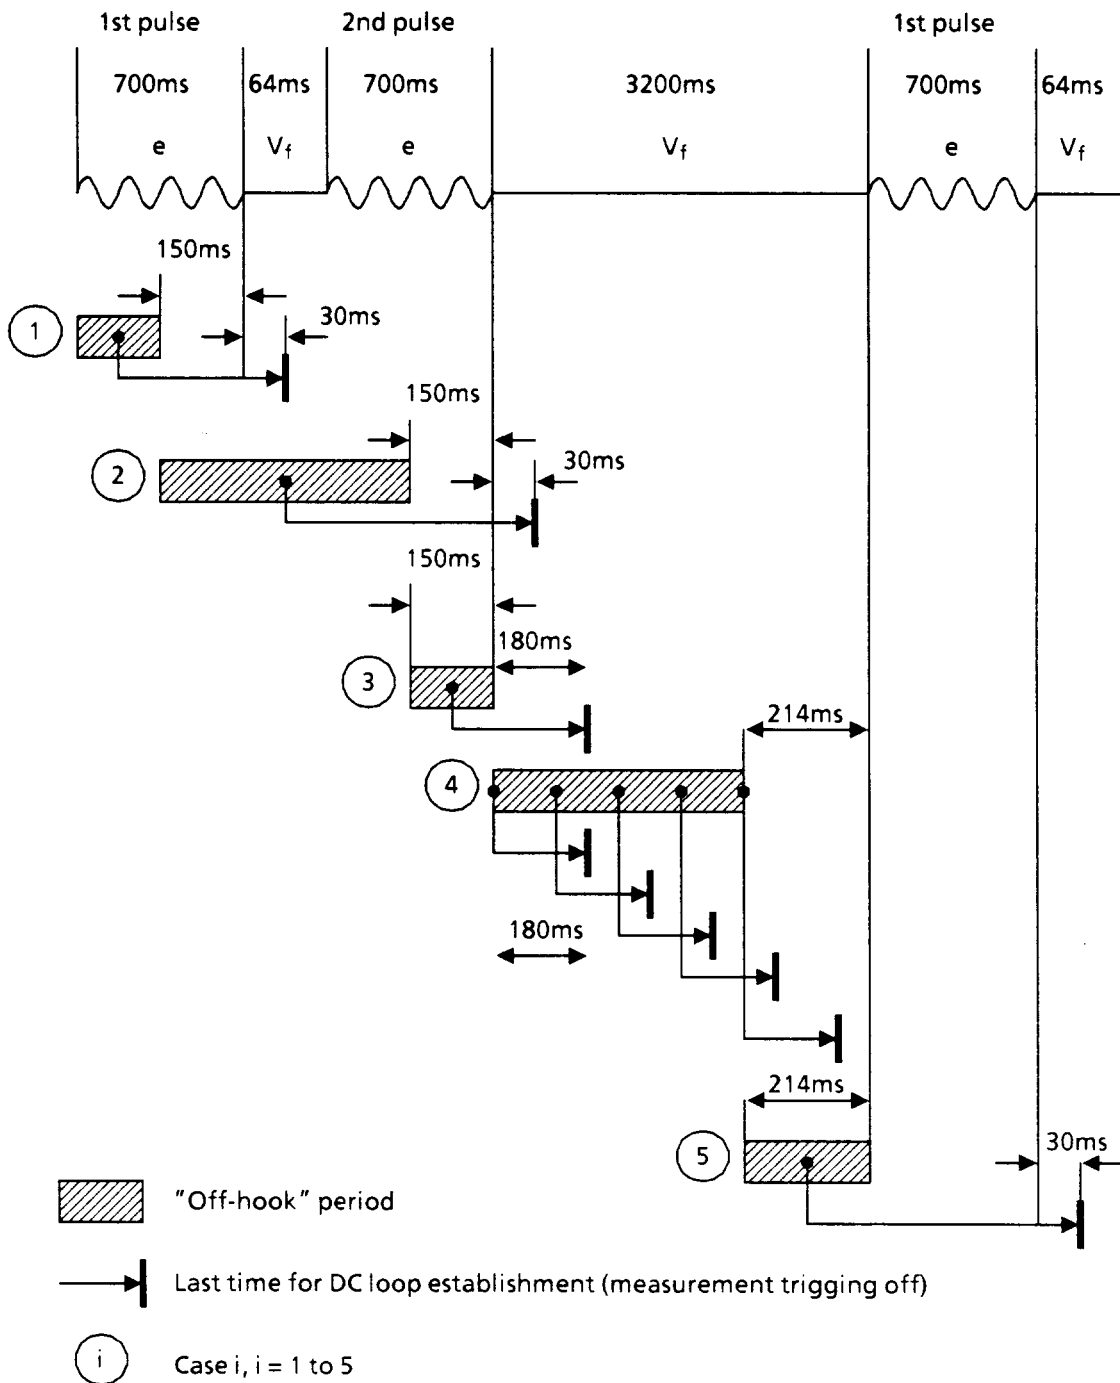 1st pulse 2nd pulse 1st pulse
700ms 64ms 700ms 3200ms 700ms 64ms
e Vf e Vf e Vf
150ms
1 30ms
150ms
2 30ms
150ms
180ms
3
214ms
4
180ms
214ms
5 30ms
"Off-hook" period
Last time for DC loop establishment (measurement trigging off)
i Case i, i = 1 to 5